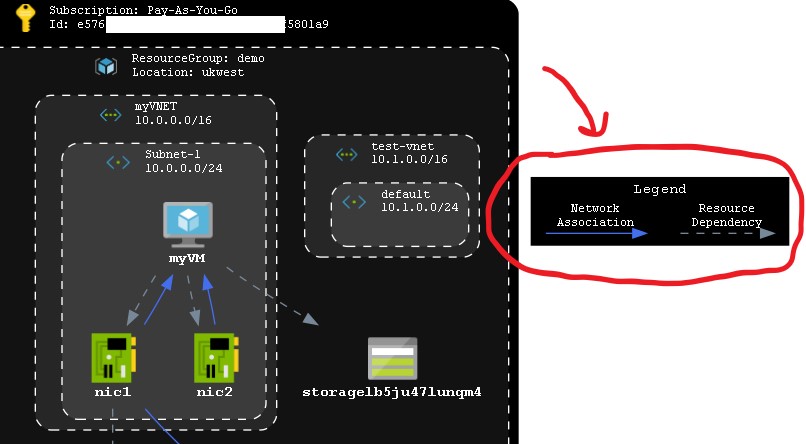 Subscription: Pay-As-You-Go
Id: e576 f5801a9
ResourceGroup: demo
Location: ukwest
myVNET
10.0.0.0/16
Subnet-1
10.0.0.0/24
myVM
nic1
nic2
test-vnet
10.1.0.0/16
default
10.1.0.0/24
storagelb5ju47lunqm4
Legend
Network
Association
Resource
Dependency